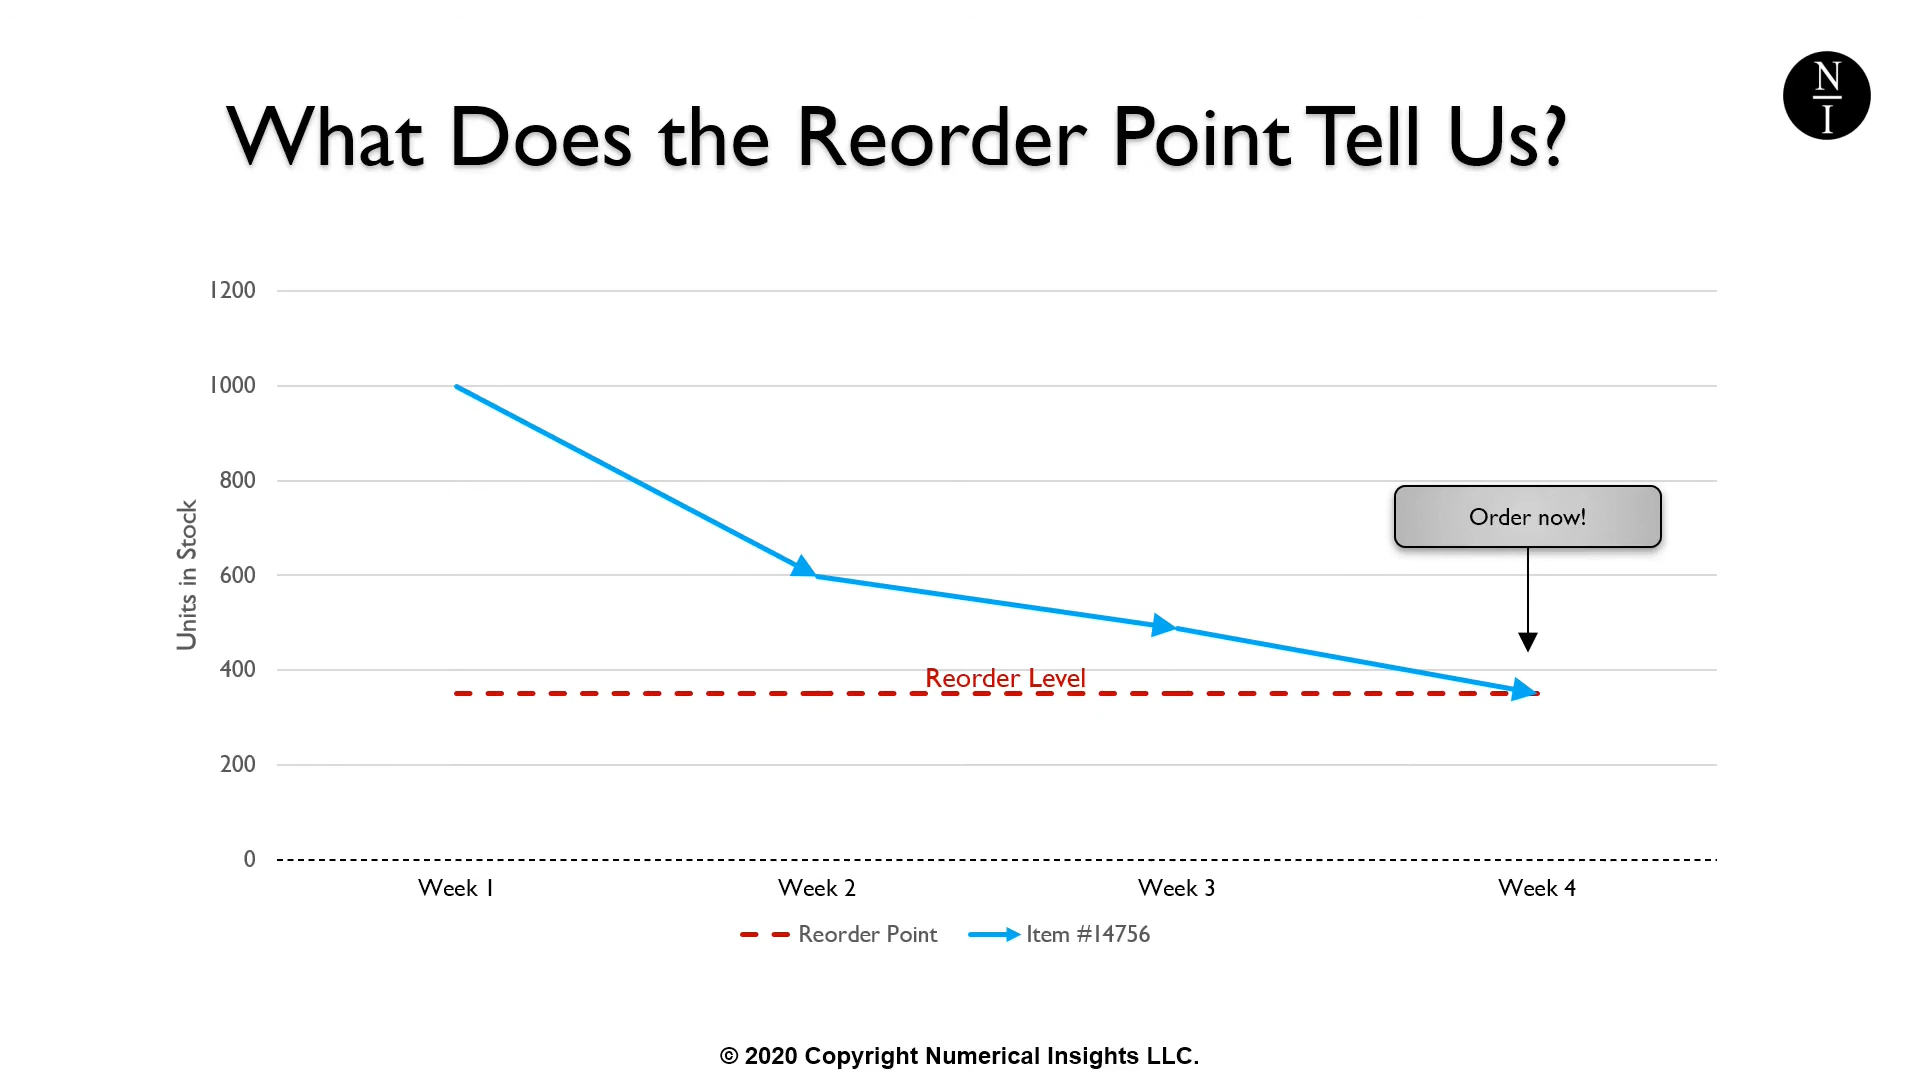 N
I
What Does the Reorder Point Tell Us?
1200
1000
800
600
400
200
0
Units in Stock
Order now!
Reorder Level
Week 1
Week 2
Week 3
Week 4
Reorder Point
Item #14756
© 2020 Copyright Numerical Insights LLC.